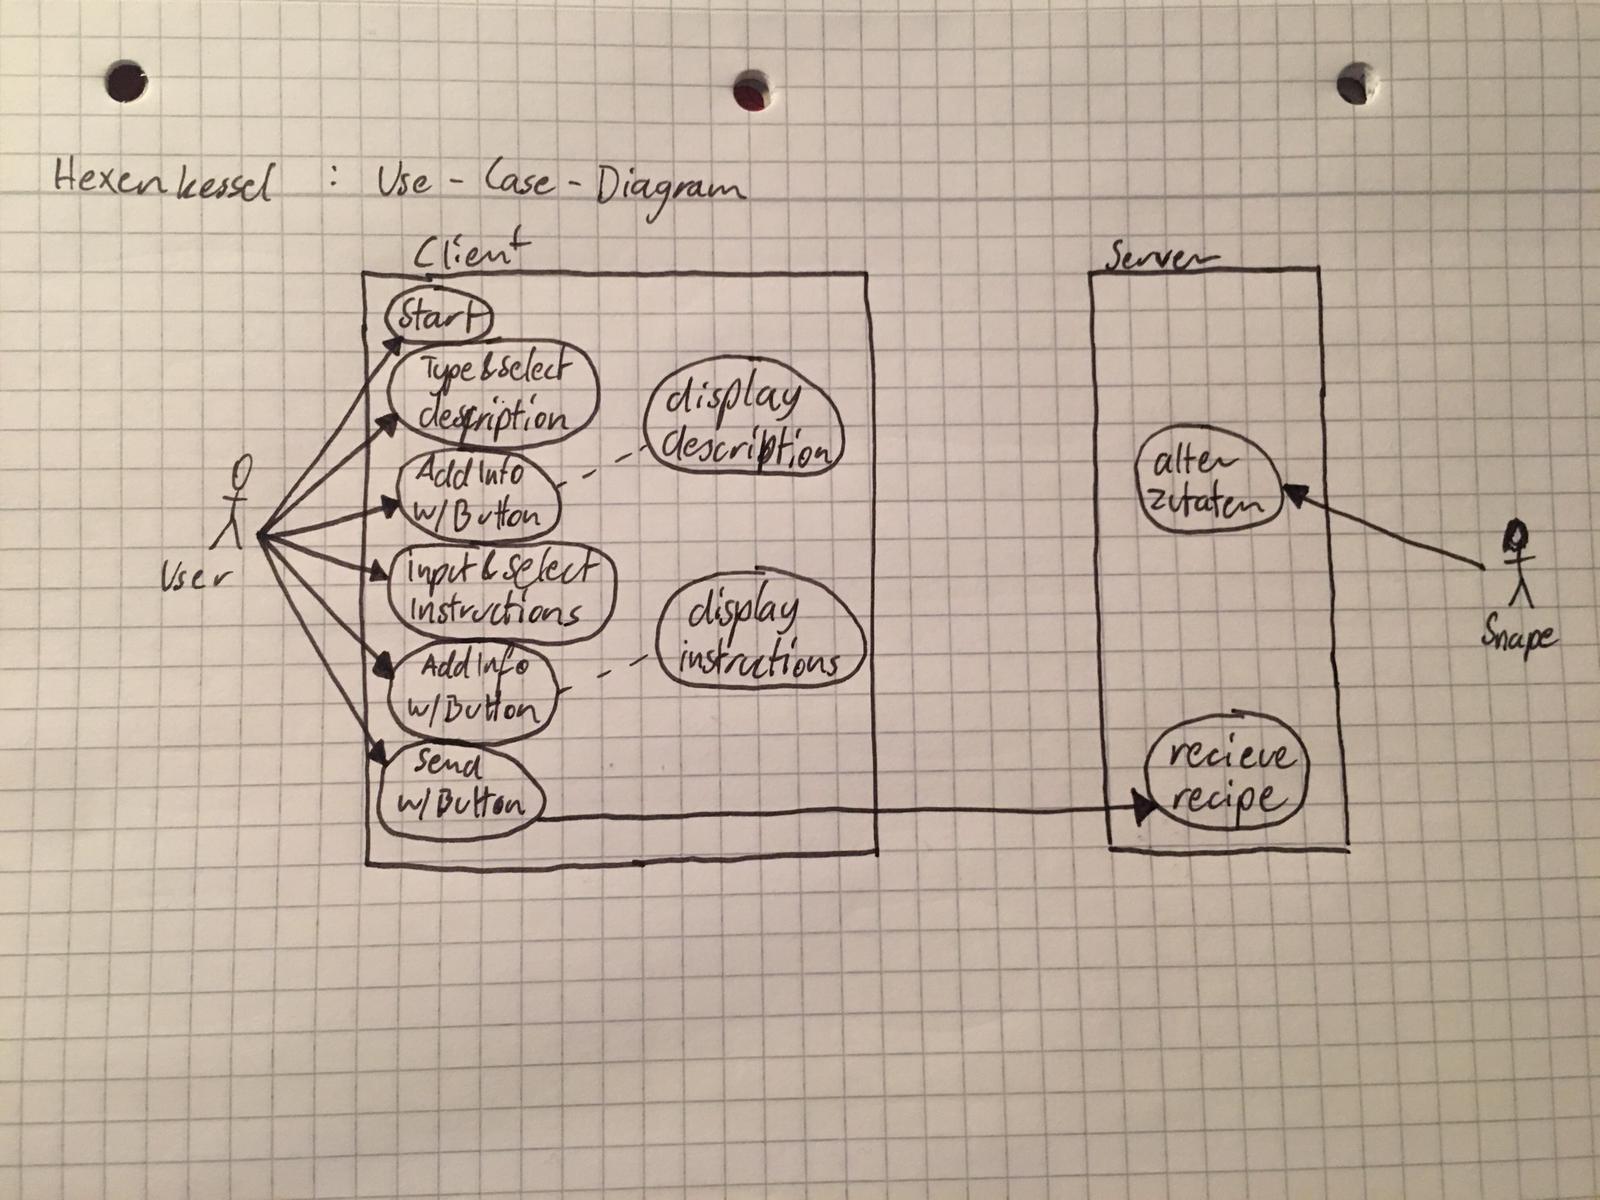 Hexenkessel : Use-Case-Diagram
Client
Server
Start
Type & select
description
display
description
Add Info
w/Button
alter
zutaten
User
input & select
instructions
display
instructions
Snape
Add Info
w/Button
send
w/Button
recieve
recipe